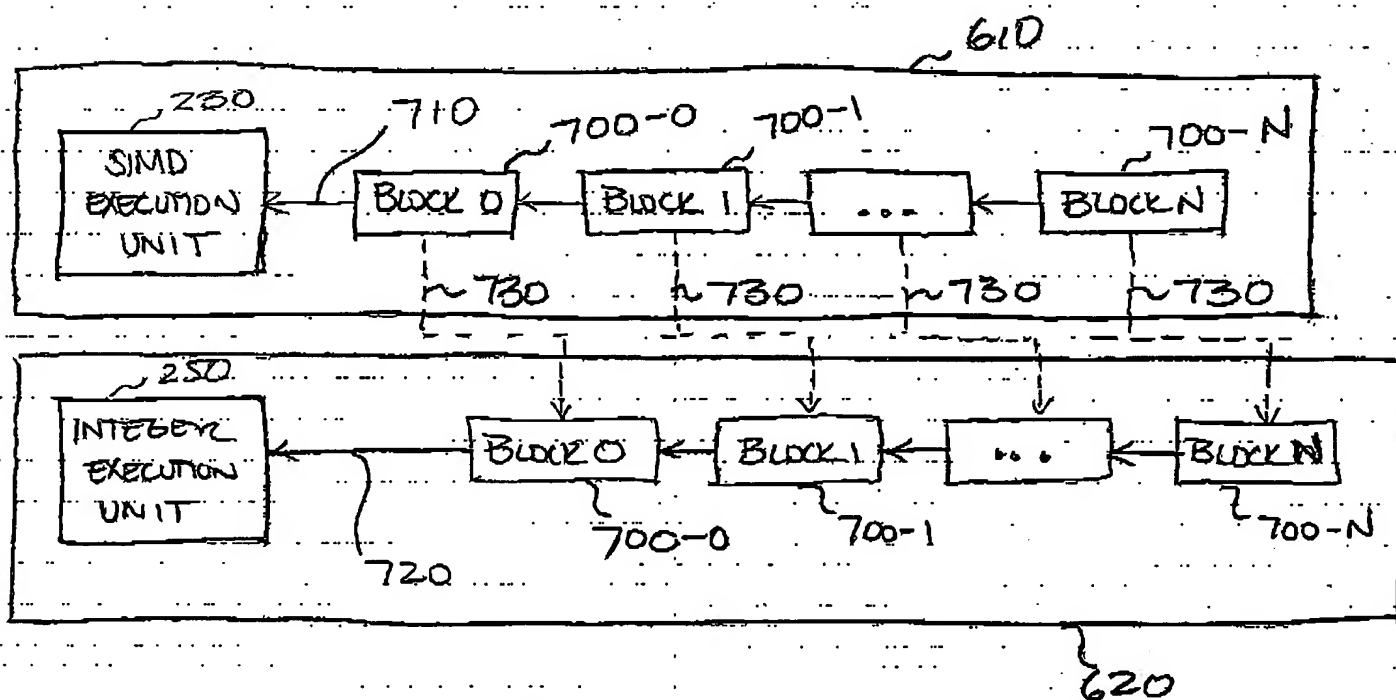 610
230
710
700-0
700-1
700-N
SIMD
EXECUTION
UNIT
BLOCK 0
BLOCK 1
...
BLOCK N
730
730
730
730
250
INTEGER
EXECUTION
UNIT
BLOCK 0
BLOCK 1
...
BLOCK N
700-0
700-1
700-N
720
620